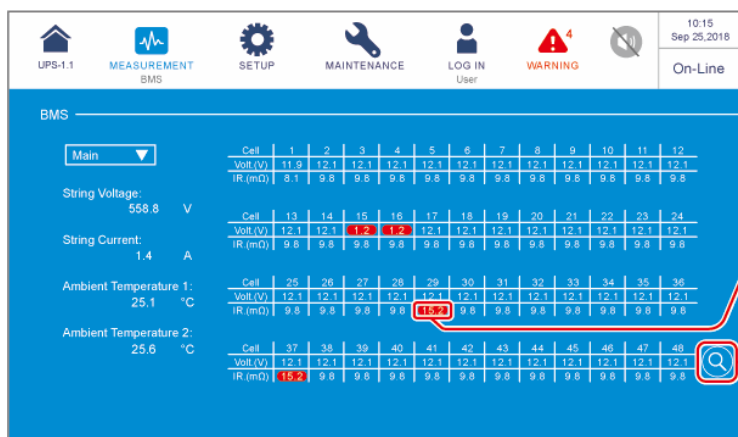 10:15
Sep 25,2018
4
UPS-1.1 MEASUREMENT SETUP MAINTENANCE LOG IN WARNING On-Line
BMS User
BMS
Main
String Voltage:
558.8 V
String Current:
1.4 A
Ambient Temperature 1:
25.1 °C
Ambient Temperature 2:
25.6 °C
Cell 1 2 3 4 5 6 7 8 9 10 11 12
Volt.(V) 11.9 12.1 12.1 12.1 12.1 12.1 12.1 12.1 12.1 12.1 12.1 12.1
IR.(mΩ) 8.1 9.8 9.8 9.8 9.8 9.8 9.8 9.8 9.8 9.8 9.8 9.8
Cell 13 14 15 16 17 18 19 20 21 22 23 24
Volt.(V) 12.1 12.1 1.2 1.2 12.1 12.1 12.1 12.1 12.1 12.1 12.1 12.1
IR.(mΩ) 9.8 9.8 9.8 9.8 9.8 9.8 9.8 9.8 9.8 9.8 9.8 9.8
Cell 25 26 27 28 29 30 31 32 33 34 35 36
Volt.(V) 12.1 12.1 12.1 12.1 12.1 12.1 12.1 12.1 12.1 12.1 12.1 12.1
IR.(mΩ) 9.8 9.8 9.8 9.8 15.2 9.8 9.8 9.8 9.8 9.8 9.8 9.8
Cell 37 38 39 40 41 42 43 44 45 46 47 48
Volt.(V) 12.1 12.1 12.1 12.1 12.1 12.1 12.1 12.1 12.1 12.1 12.1 12.1
IR.(mΩ) 15.2 9.8 9.8 9.8 9.8 9.8 9.8 9.8 9.8 9.8 9.8 9.8